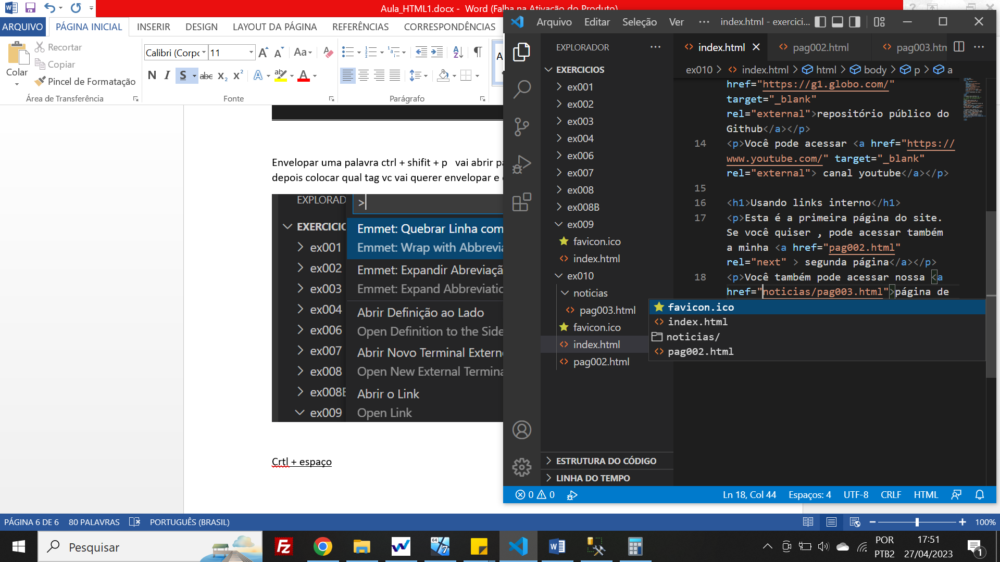 Aula_HTML1.docx - Word (Falha na Ativação do Produto)
ARQUIVO PÁGINA INICIAL INSERIR DESIGN LAYOUT DA PÁGINA REFERÊNCIAS CORRESPONDÊNCIAS
Colar
Recortar
Copiar
Pincel de Formatação
Calibri (Corpo 11
Aa
N I S abc x₂ x²
Área de Transferência Fonte Parágrafo
Envelopar uma palavra ctrl + shifit + p vai abrir pa
depois colocar qual tag vc vai querer envelopar e
EXPLORAD
>
EXERCICIO
ex001
ex002
ex003
ex004
ex006
ex007
ex008
ex008B
ex009
Emmet: Quebrar Linha com
Emmet: Wrap with Abbrevia
Emmet: Expandir Abreviação
Emmet: Expand Abbreviatio
Abrir Definição ao Lado
Open Definition to the Side
Abrir Novo Terminal Extern
Open New External Termina
Abrir o Link
Open Link
Crtl + espaço
PÁGINA 6 DE 6 80 PALAVRAS PORTUGUÊS (BRASIL) 100%
Arquivo Editar Seleção Ver ··· index.html - exercici...
EXPLORADOR ···
EXERCICIOS
ex001
ex002
ex003
ex004
ex006
ex007
ex008
ex008B
ex009
favicon.ico
index.html
ex010
noticias
pag003.html
favicon.ico
index.html
pag002.html
ESTRUTURA DO CÓDIGO
LINHA DO TEMPO
index.html pag002.html pag003.htm
ex010 > index.html > html > body > p > a
href="https://g1.globo.com/"
target="_blank"
rel="external">repositório público do
Github</a></p>
14 <p>Você pode acessar <a href="https://
www.youtube.com/" target="_blank"
rel="external"> canal youtube</a></p>
15
16 <h1>Usando links interno</h1>
17 <p>Esta é a primeira página do site.
Se você quiser , pode acessar também
a minha <a href="pag002.html"
rel="next" > segunda página</a></p>
18 <p>Você também pode acessar nossa <a
href="noticias/pag003.html">página de
favicon.ico
index.html
noticias/
pag002.html
0 0 Ln 18, Col 44 Espaços: 4 UTF-8 CRLF HTML
Pesquisar
Fz
64
7
POR
PTB2
17:51
27/04/2023
1